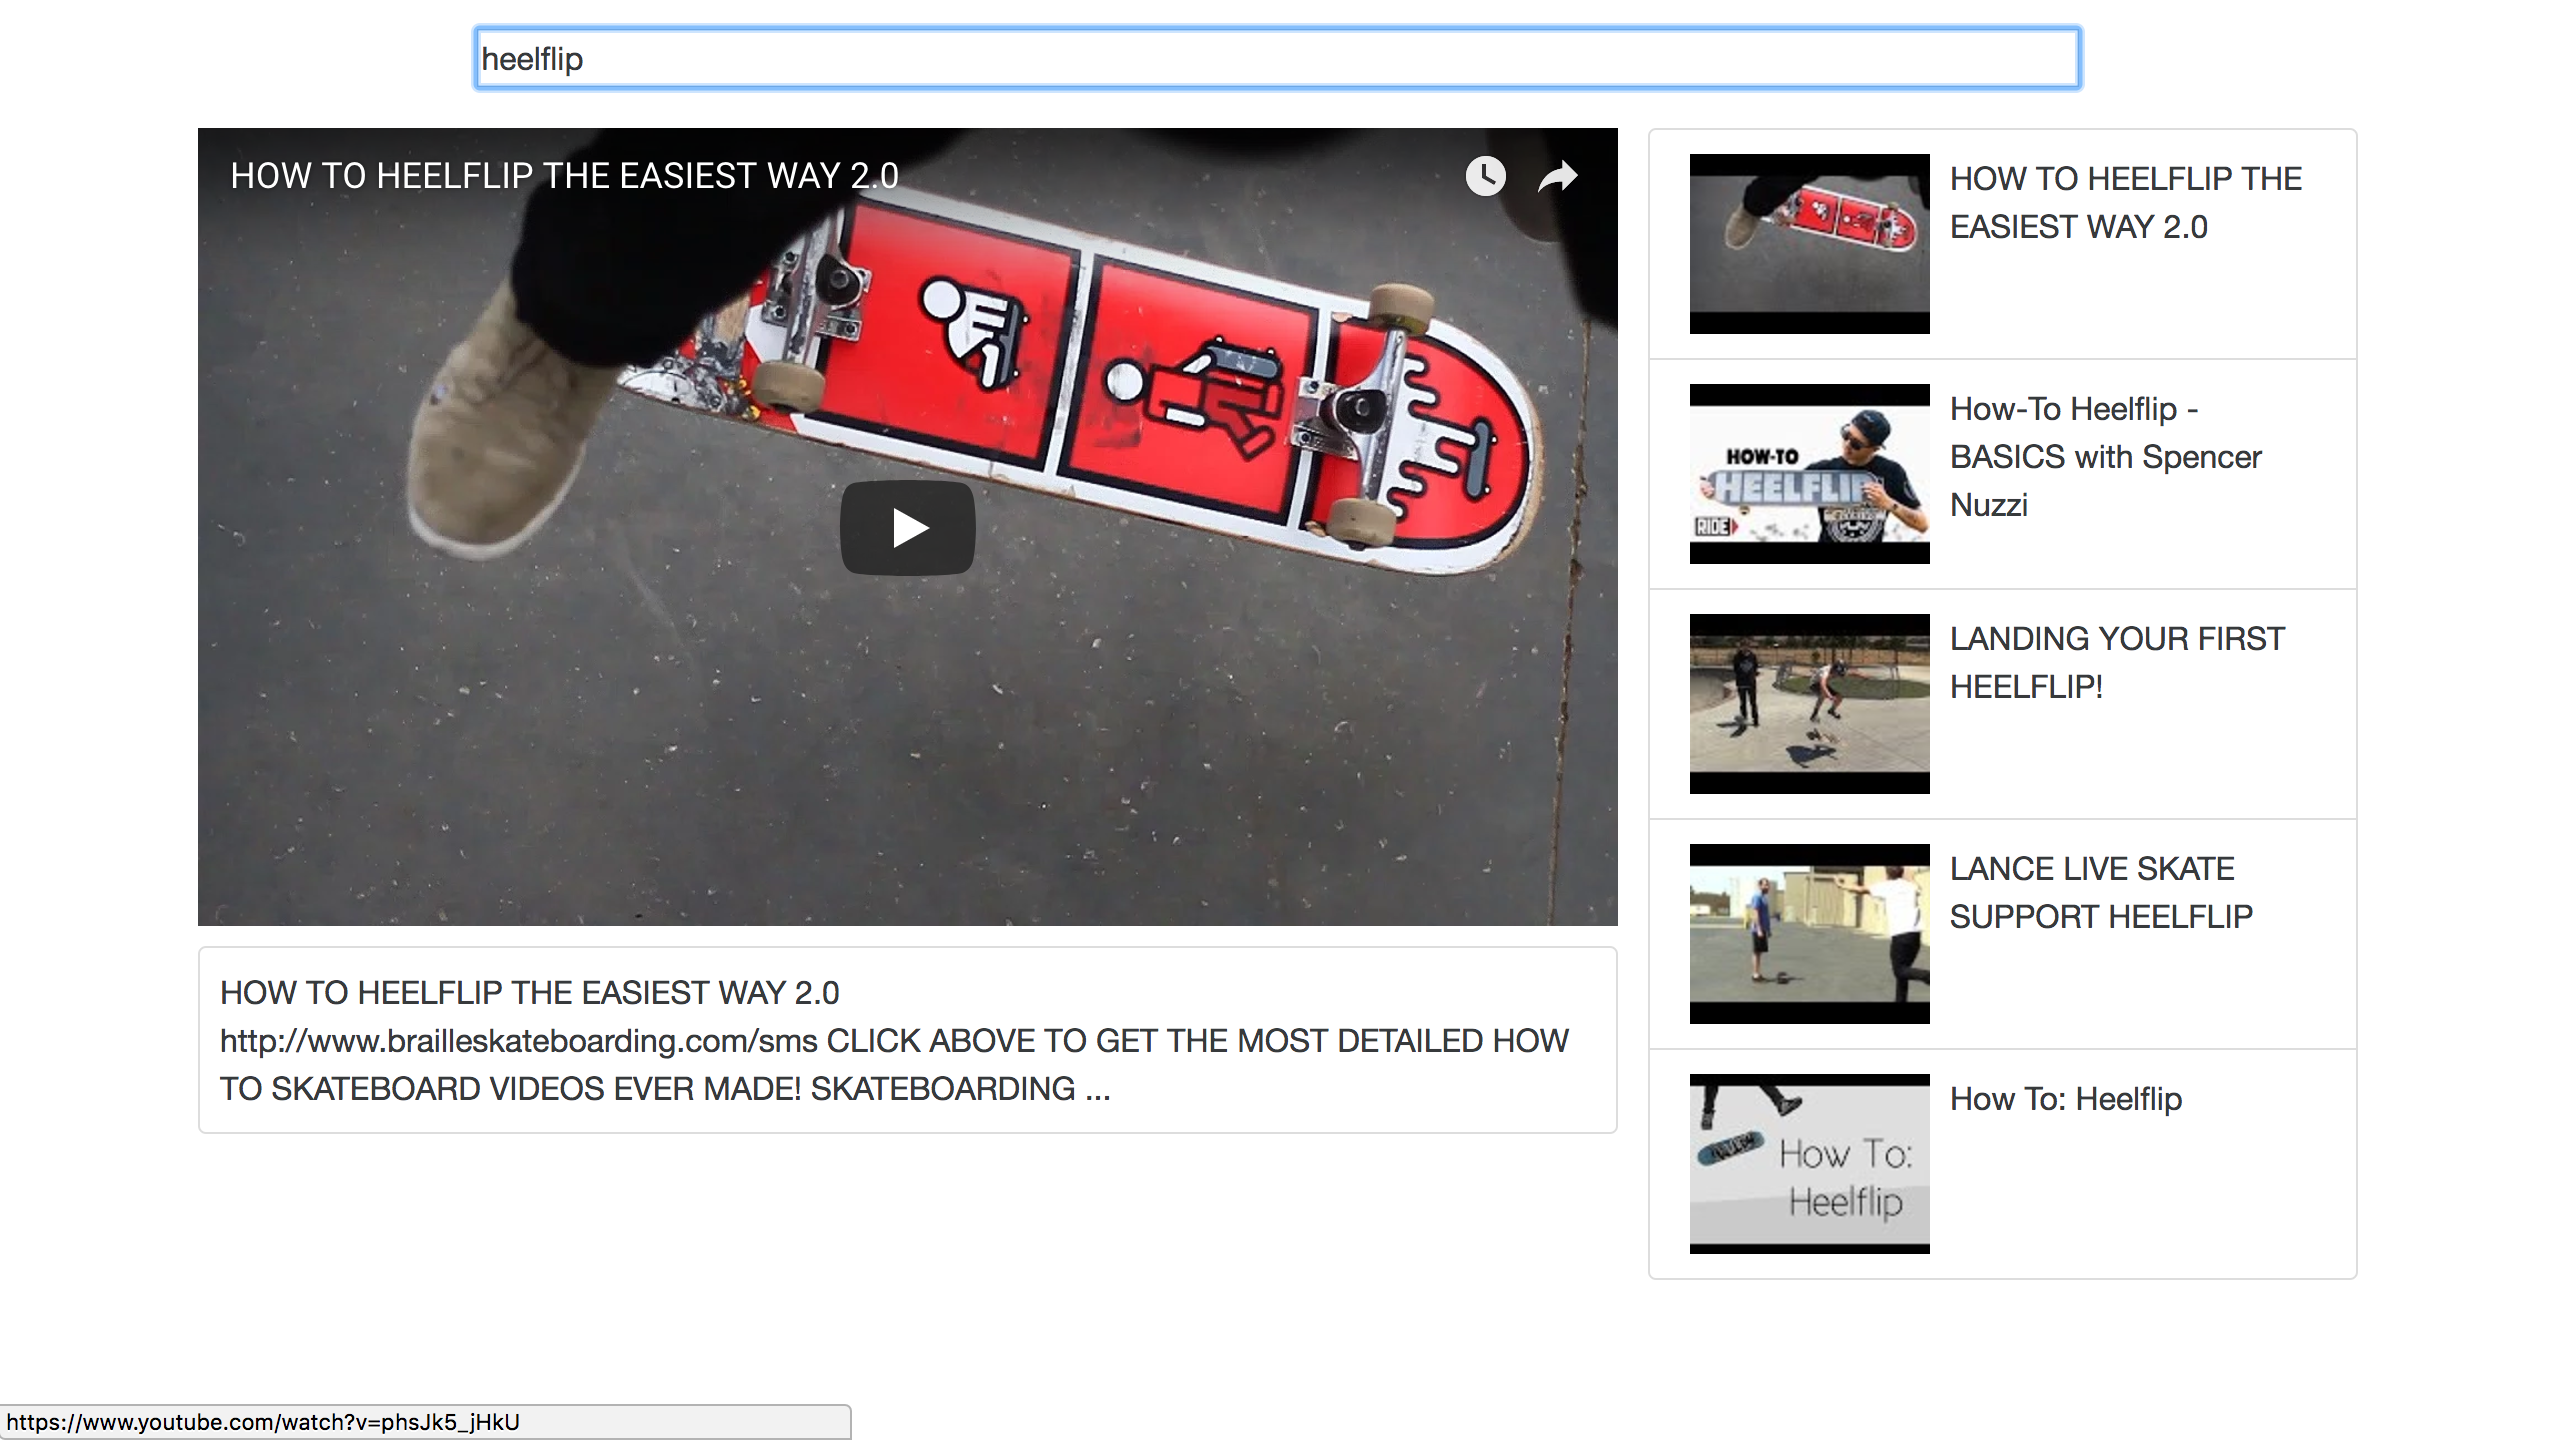 heelflip
HOW TO HEELFLIP THE EASIEST WAY 2.0
HOW TO HEELFLIP THE EASIEST WAY 2.0
http://www.brailleskateboarding.com/sms CLICK ABOVE TO GET THE MOST DETAILED HOW
TO SKATEBOARD VIDEOS EVER MADE! SKATEBOARDING ...
HOW TO HEELFLIP THE
EASIEST WAY 2.0
HOW-TO
HEELFLIP
RIDE
How-To Heelflip -
BASICS with Spencer
Nuzzi
LANDING YOUR FIRST
HEELFLIP!
LANCE LIVE SKATE
SUPPORT HEELFLIP
How To:
Heelflip
How To: Heelflip
https://www.youtube.com/watch?v=phsJk5_jHkU